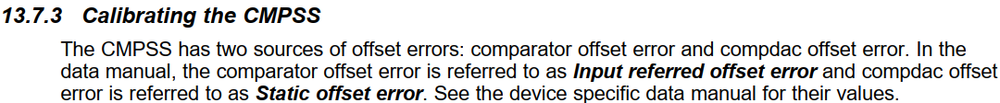 13.7.3 Calibrating the CMPSS
The CMPSS has two sources of offset errors: comparator offset error and compdac offset error. In the
data manual, the comparator offset error is referred to as Input referred offset error and compdac offset
error is referred to as Static offset error. See the device specific data manual for their values.